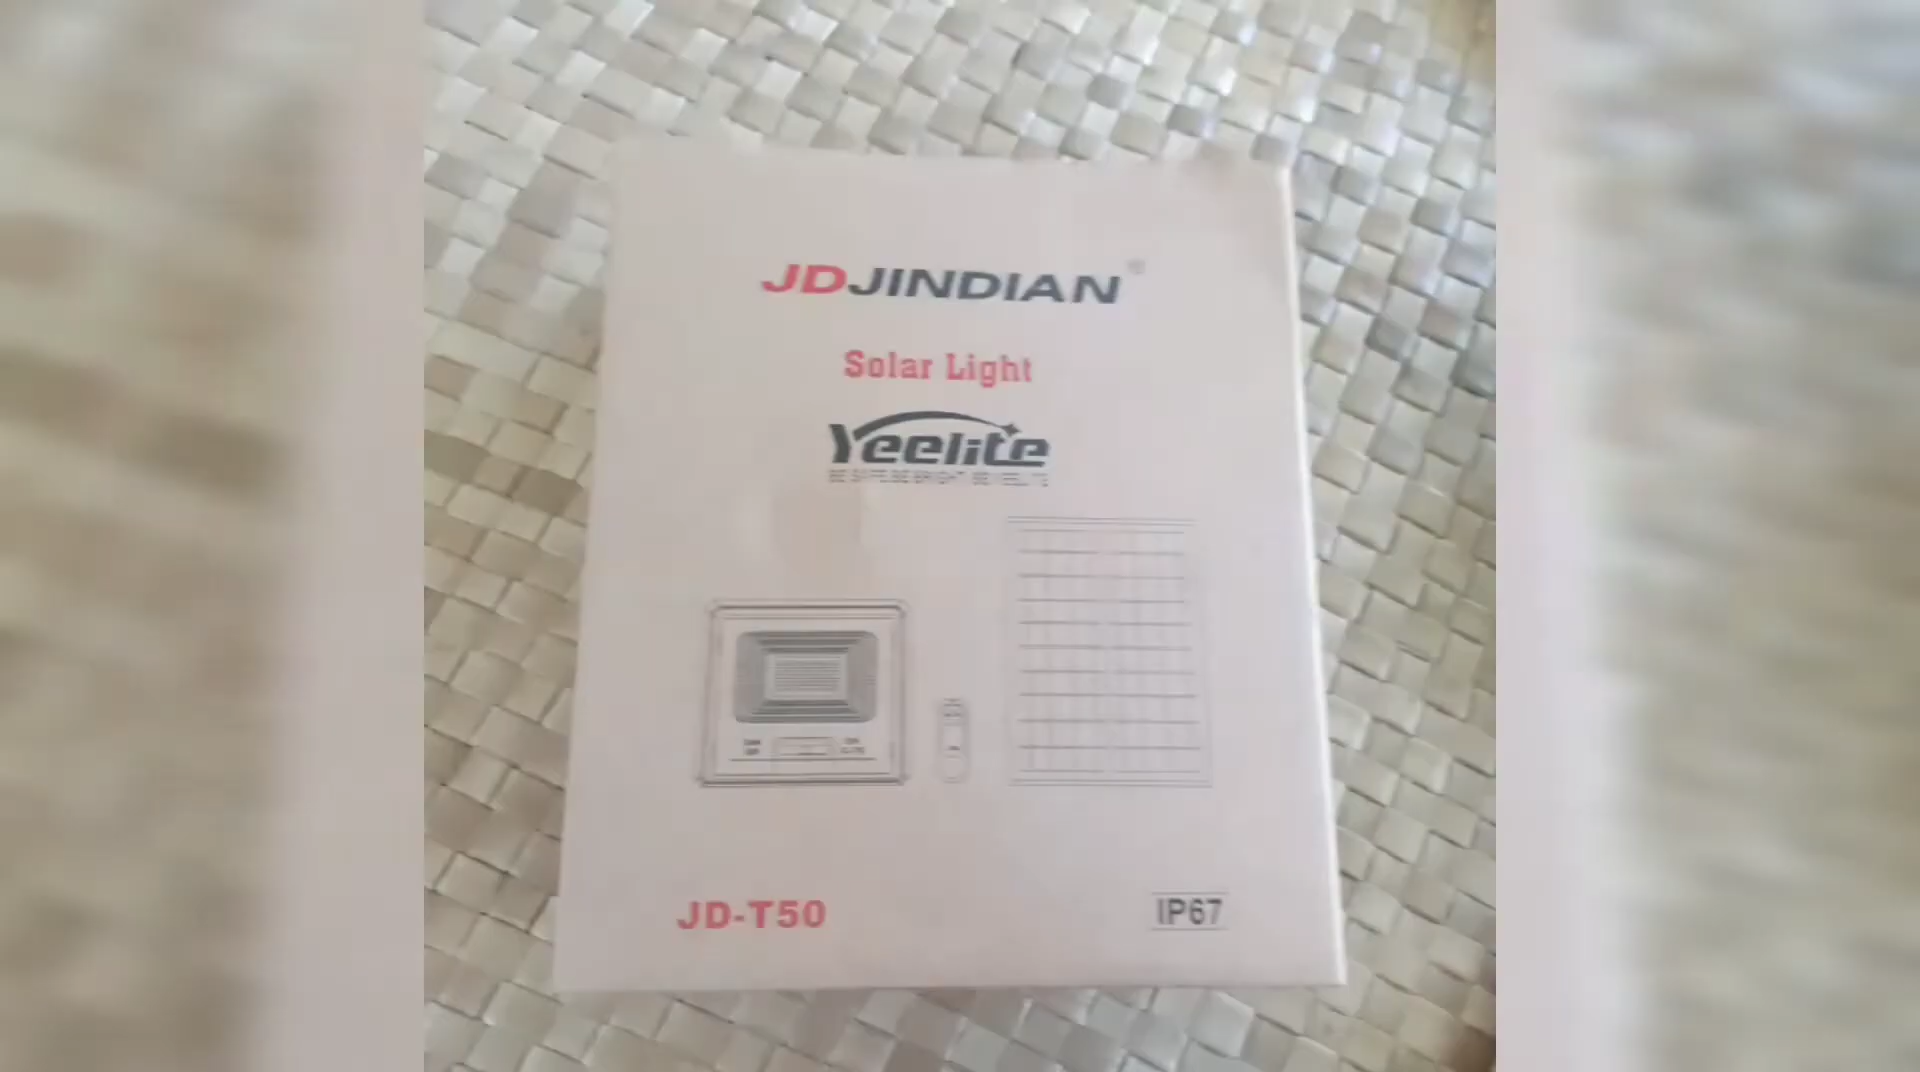 JDJINDIAN®
Solar Light
Yeelite
JD-T50
IP67